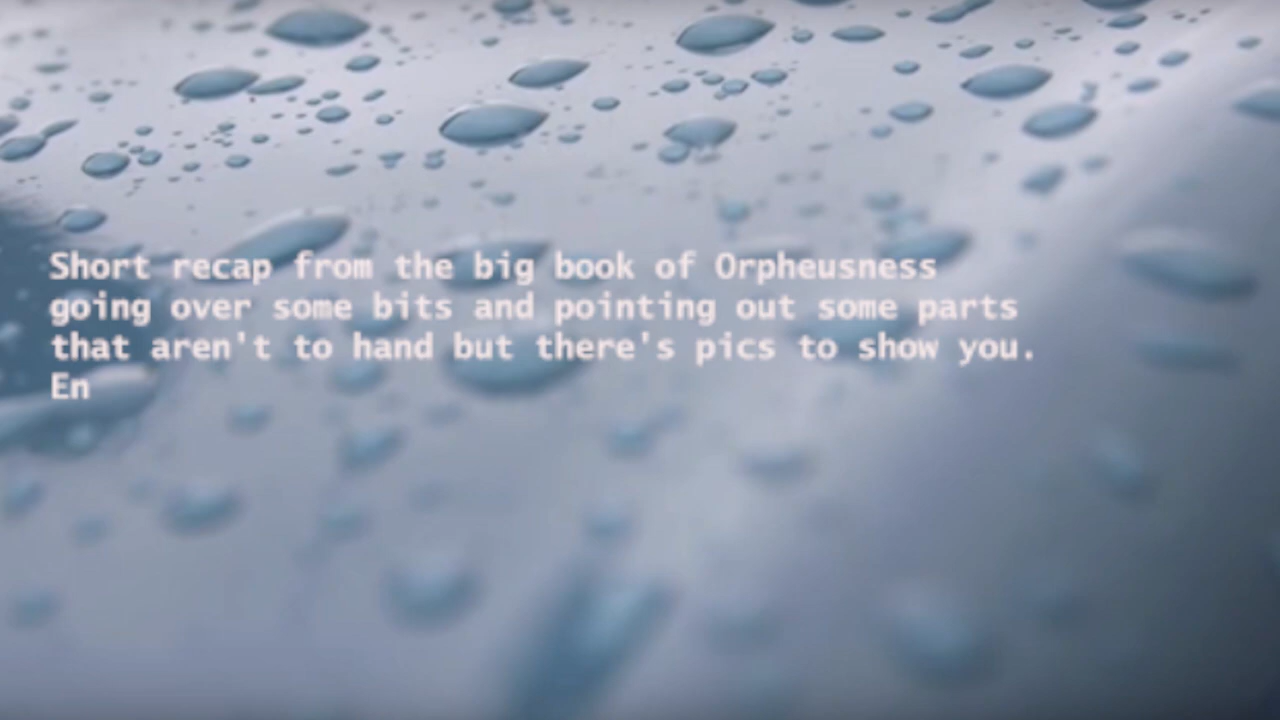 Short recap from the big book of Orpheusness
going over some bits and pointing out some parts
that aren't to hand but there's pics to show you.
En